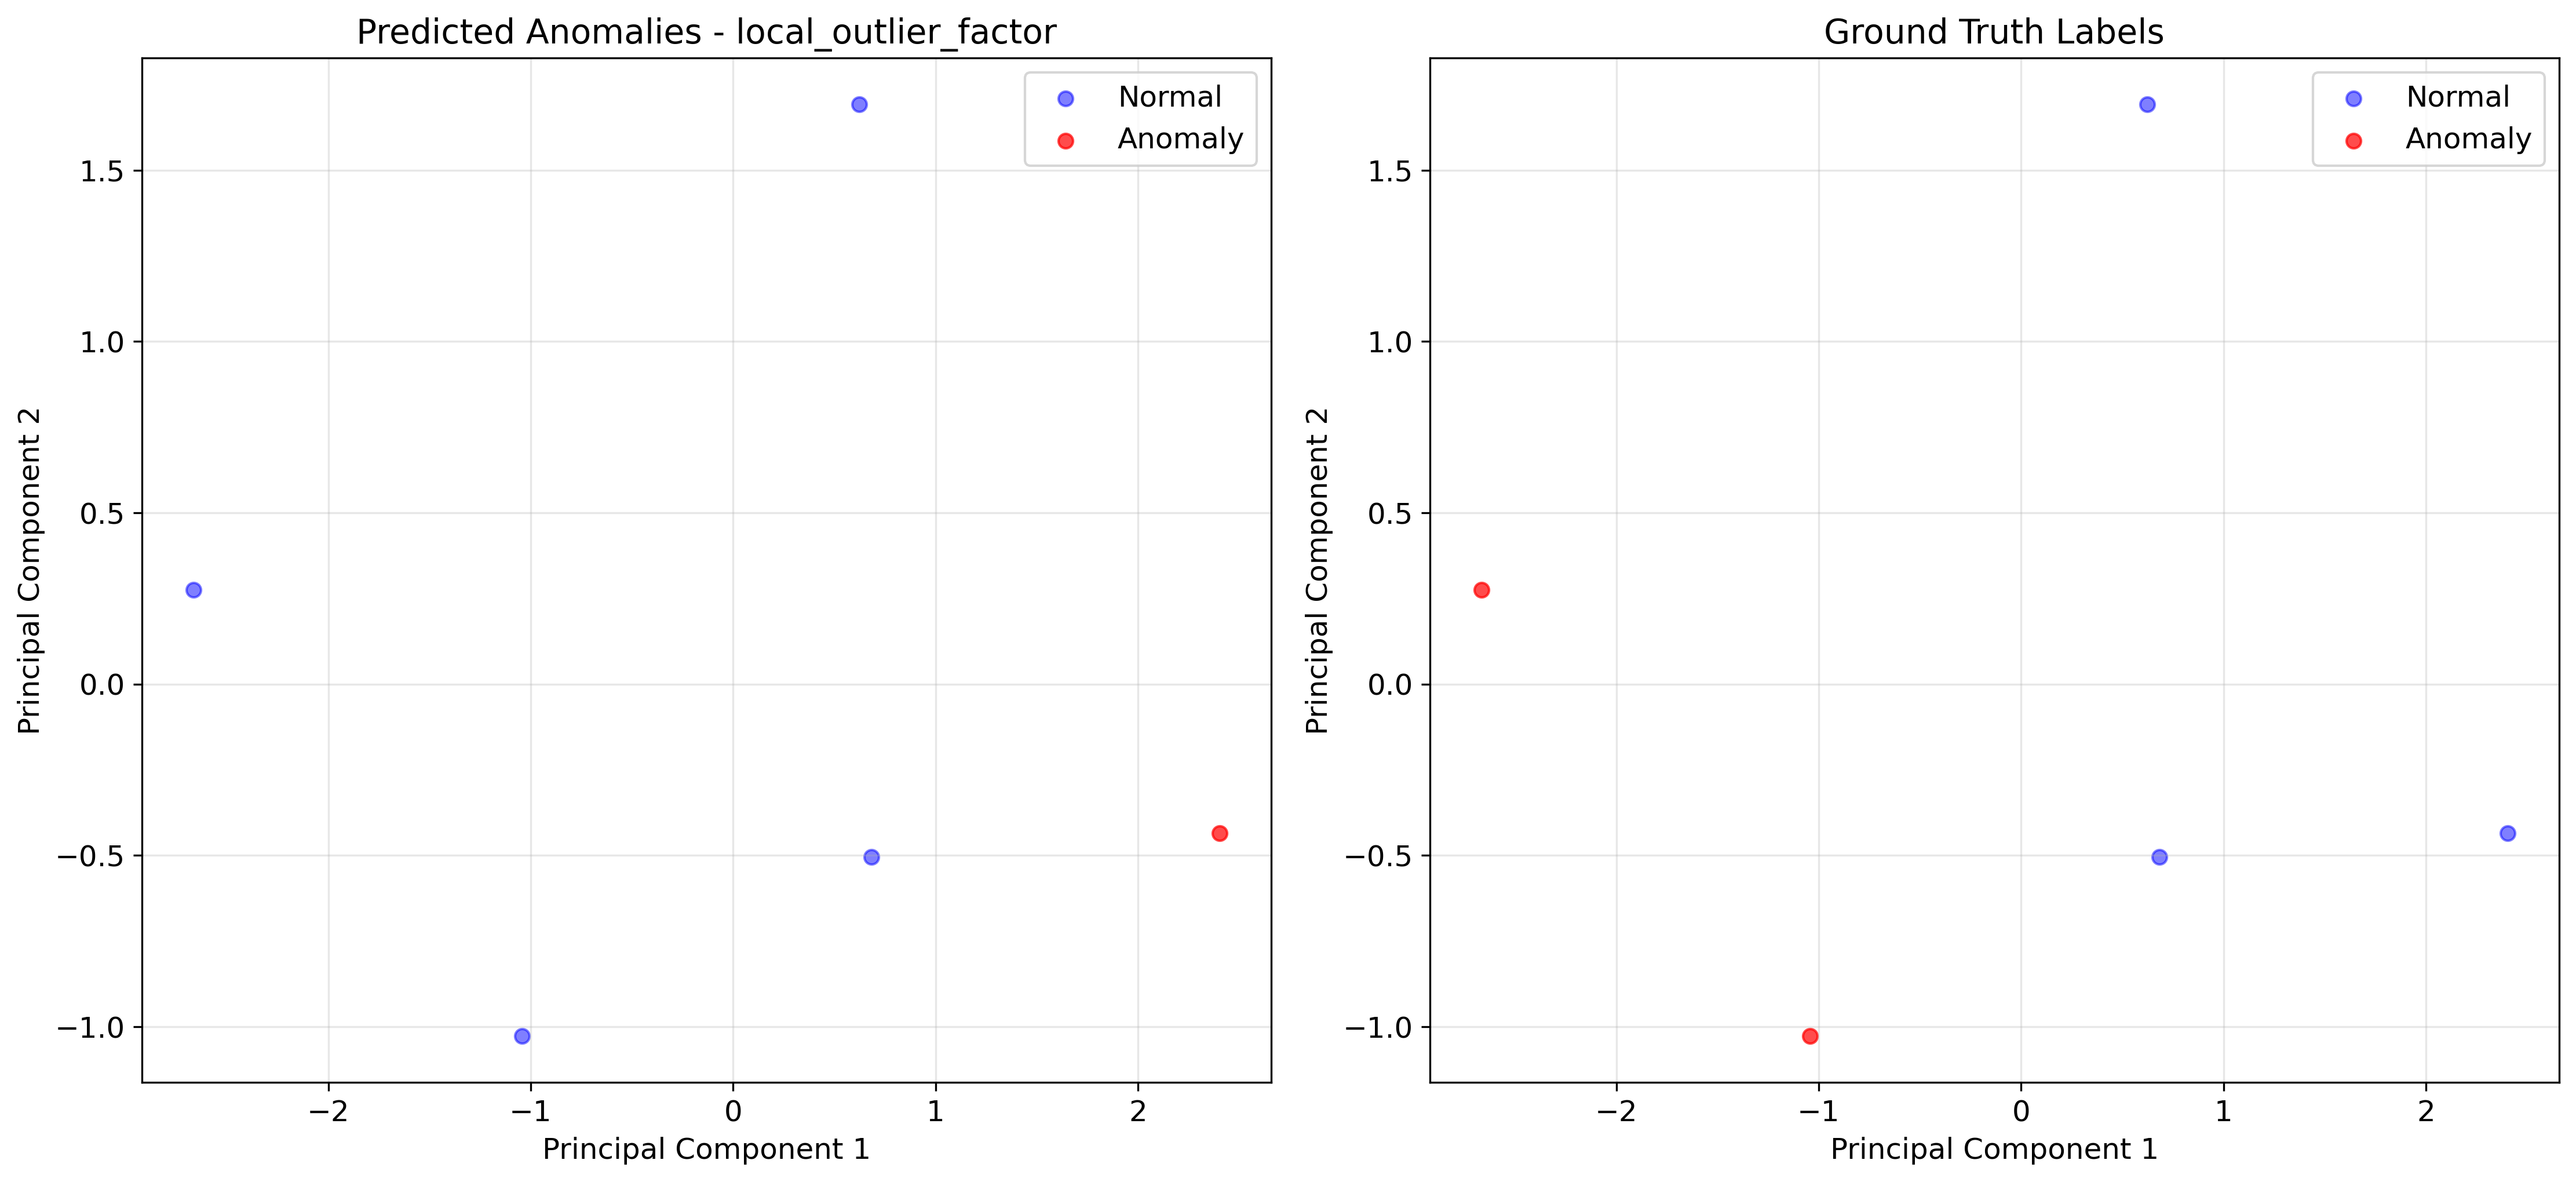 Predicted Anomalies - local_outlier_factor
Normal
Anomaly
1.5
1.0
0.5
0.0
−0.5
−1.0
Principal Component 2
−2
−1
0
1
2
Principal Component 1
Ground Truth Labels
Normal
Anomaly
1.5
1.0
0.5
0.0
−0.5
−1.0
Principal Component 2
−2
−1
0
1
2
Principal Component 1